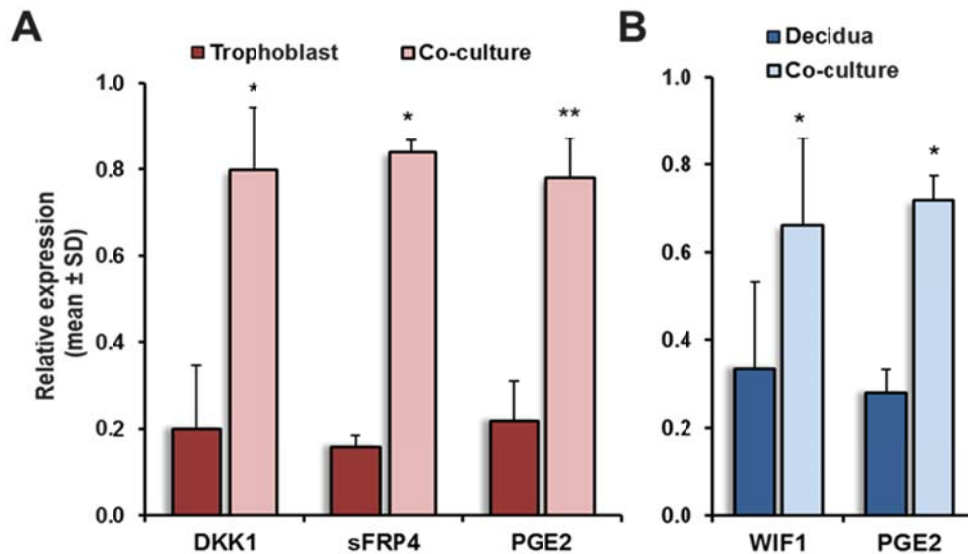 A
Trophoblast Co-culture
1.0
0.8
0.6
0.4
0.2
0.0
Relative expression
(mean ± SD)
* * **
DKK1 sFRP4 PGE2
B
Decidua
Co-culture
1.0
0.8
0.6
0.4
0.2
0.0
* *
WIF1 PGE2